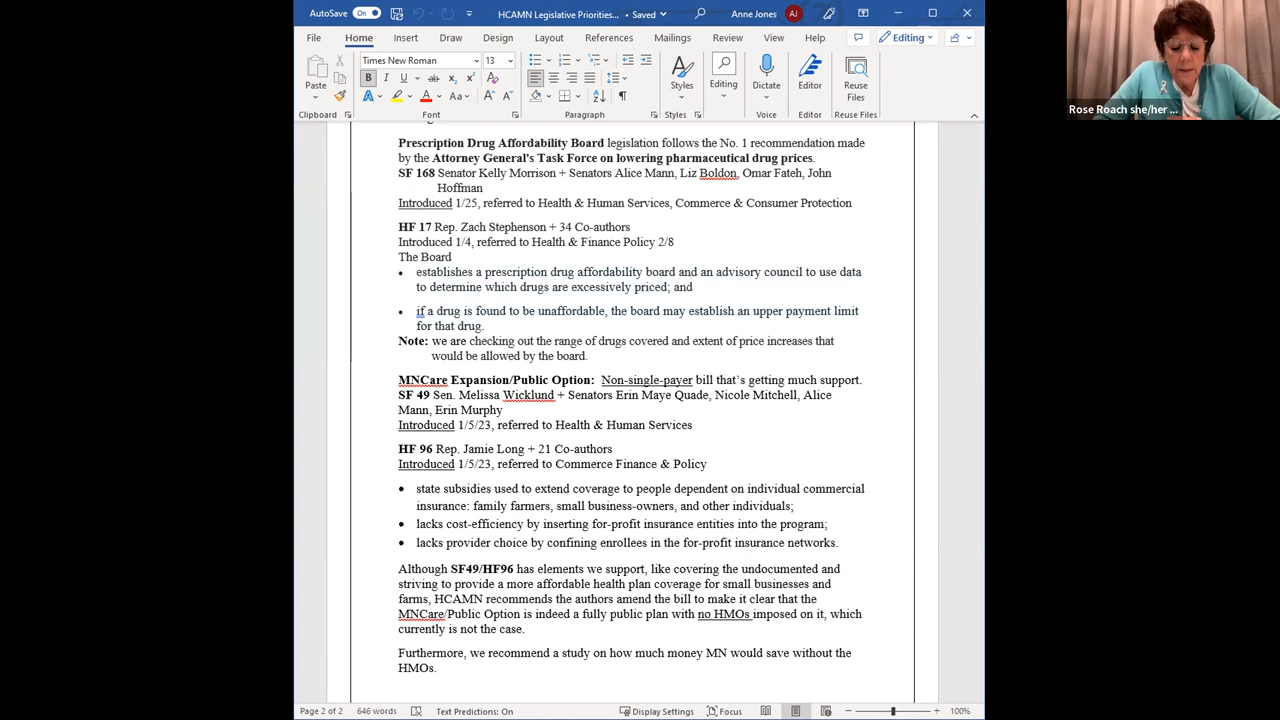 AutoSave On HCAMN Legislative Priorities... • Saved Anne Jones AJ
File Home Insert Draw Design Layout References Mailings Review View Help Editing
Times New Roman 13
Paste Styles Editing Dictate Editor Reuse Files
Clipboard Font Paragraph Styles Voice Editor Reuse Files
Rose Roach she/her ...
Prescription Drug Affordability Board legislation follows the No. 1 recommendation made
by the Attorney General's Task Force on lowering pharmaceutical drug prices.
SF 168 Senator Kelly Morrison + Senators Alice Mann, Liz Boldon, Omar Fateh, John
Hoffman
Introduced 1/25, referred to Health & Human Services, Commerce & Consumer Protection
HF 17 Rep. Zach Stephenson + 34 Co-authors
Introduced 1/4, referred to Health & Finance Policy 2/8
The Board
• establishes a prescription drug affordability board and an advisory council to use data
to determine which drugs are excessively priced; and
• if a drug is found to be unaffordable, the board may establish an upper payment limit
for that drug.
Note: we are checking out the range of drugs covered and extent of price increases that
would be allowed by the board.
MNCare Expansion/Public Option: Non-single-payer bill that's getting much support.
SF 49 Sen. Melissa Wicklund + Senators Erin Maye Quade, Nicole Mitchell, Alice
Mann, Erin Murphy
Introduced 1/5/23, referred to Health & Human Services
HF 96 Rep. Jamie Long + 21 Co-authors
Introduced 1/5/23, referred to Commerce Finance & Policy
• state subsidies used to extend coverage to people dependent on individual commercial
insurance: family farmers, small business-owners, and other individuals;
• lacks cost-efficiency by inserting for-profit insurance entities into the program;
• lacks provider choice by confining enrollees in the for-profit insurance networks.
Although SF49/HF96 has elements we support, like covering the undocumented and
striving to provide a more affordable health plan coverage for small businesses and
farms, HCAMN recommends the authors amend the bill to make it clear that the
MNCare/Public Option is indeed a fully public plan with no HMOs imposed on it, which
currently is not the case.
Furthermore, we recommend a study on how much money MN would save without the
HMOs.
Page 2 of 2 646 words Text Predictions: On Display Settings Focus 100%